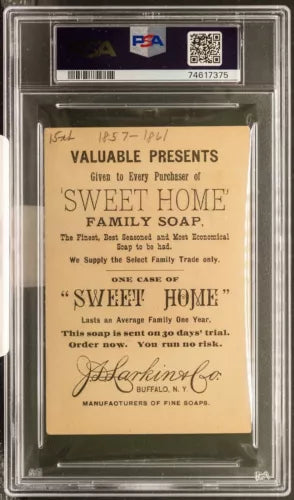 PSA
PSA
74617375
15th 1857-1861
VALUABLE PRESENTS
Given to Every Purchaser of
'SWEET HOME'
FAMILY SOAP,
The Finest, Best Seasoned and Most Economical
Soap to be had.
We Supply the Select Family Trade only.
ONE CASE OF
"SWEET HOME"
Lasts an Average Family One Year.
This soap is sent on 30 days' trial.
Order now. You run no risk.
J.D. Larkin & Co.
BUFFALO, N.Y.
MANUFACTURERS OF FINE SOAPS.